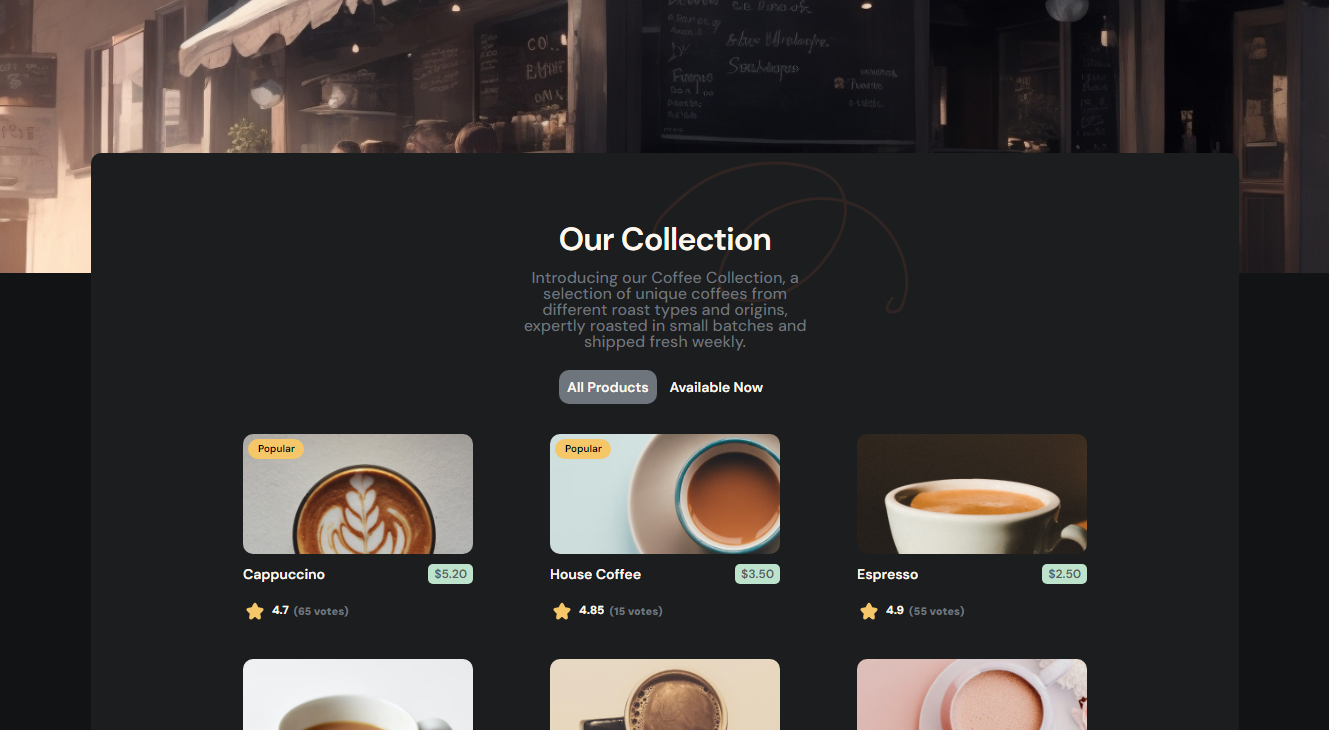 Our Collection
Introducing our Coffee Collection, a
selection of unique coffees from
different roast types and origins,
expertly roasted in small batches and
shipped fresh weekly.
All Products Available Now
Popular Popular
Cappuccino $5.20 House Coffee $3.50 Espresso $2.50
4.7 (65 votes) 4.85 (15 votes) 4.9 (55 votes)